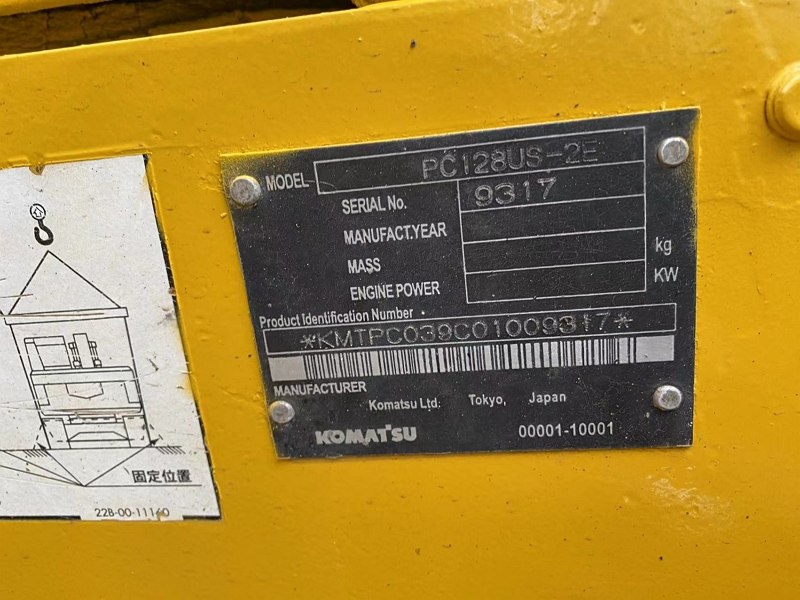 MODEL PC128US-2E
SERIAL No. 9317
MANUFACT.YEAR
MASS kg
ENGINE POWER KW
Product Identification Number
*KMTPC039C01009317*
MANUFACTURER
Komatsu Ltd: Tokyo, Japan
KOMATSU 00001-10001
固定位置
22B-00-11160